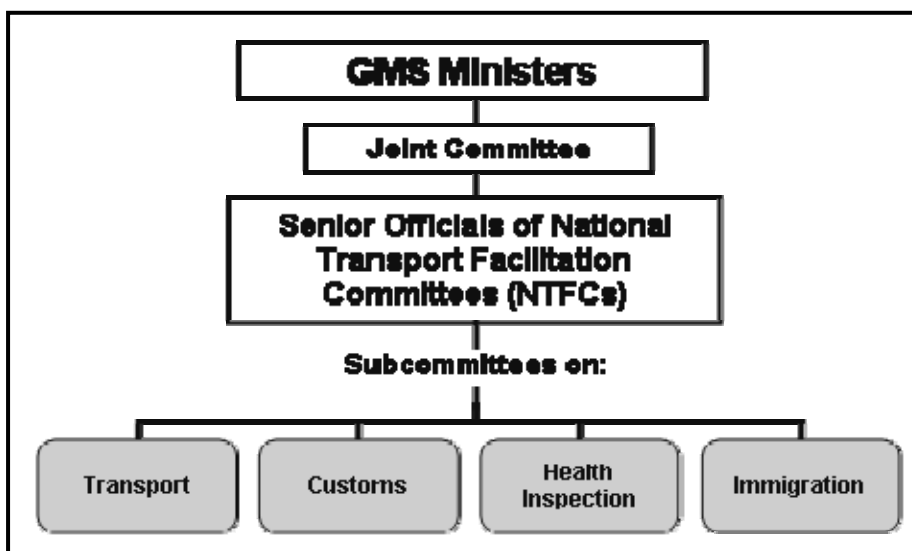 GMS Ministers
Joint Committee
Senior Officials of National
Transport Facilitation
Committees (NTFCs)
Subcommittees on:
Transport
Customs
Health
Inspection
Immigration